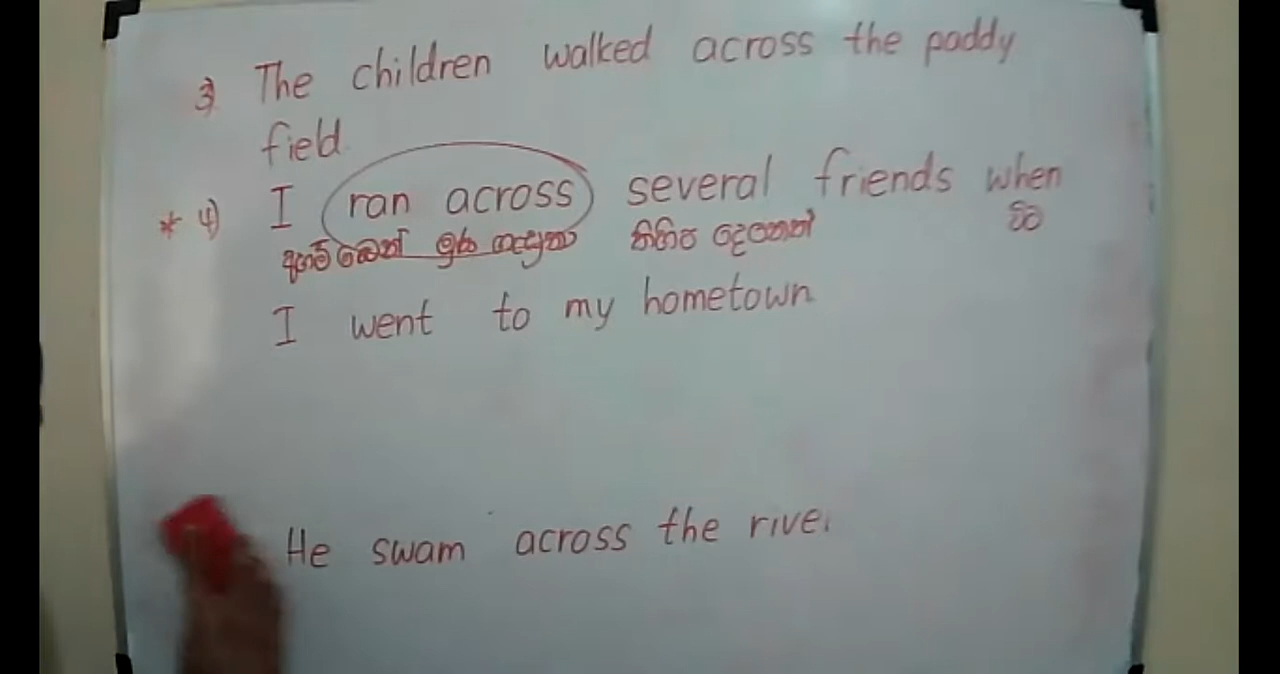 3) The children walked across the paddy
field.
* 4) I ran across several friends when
කිහිප දෙනෙක් විට
I went to my hometown
He swam across the rive